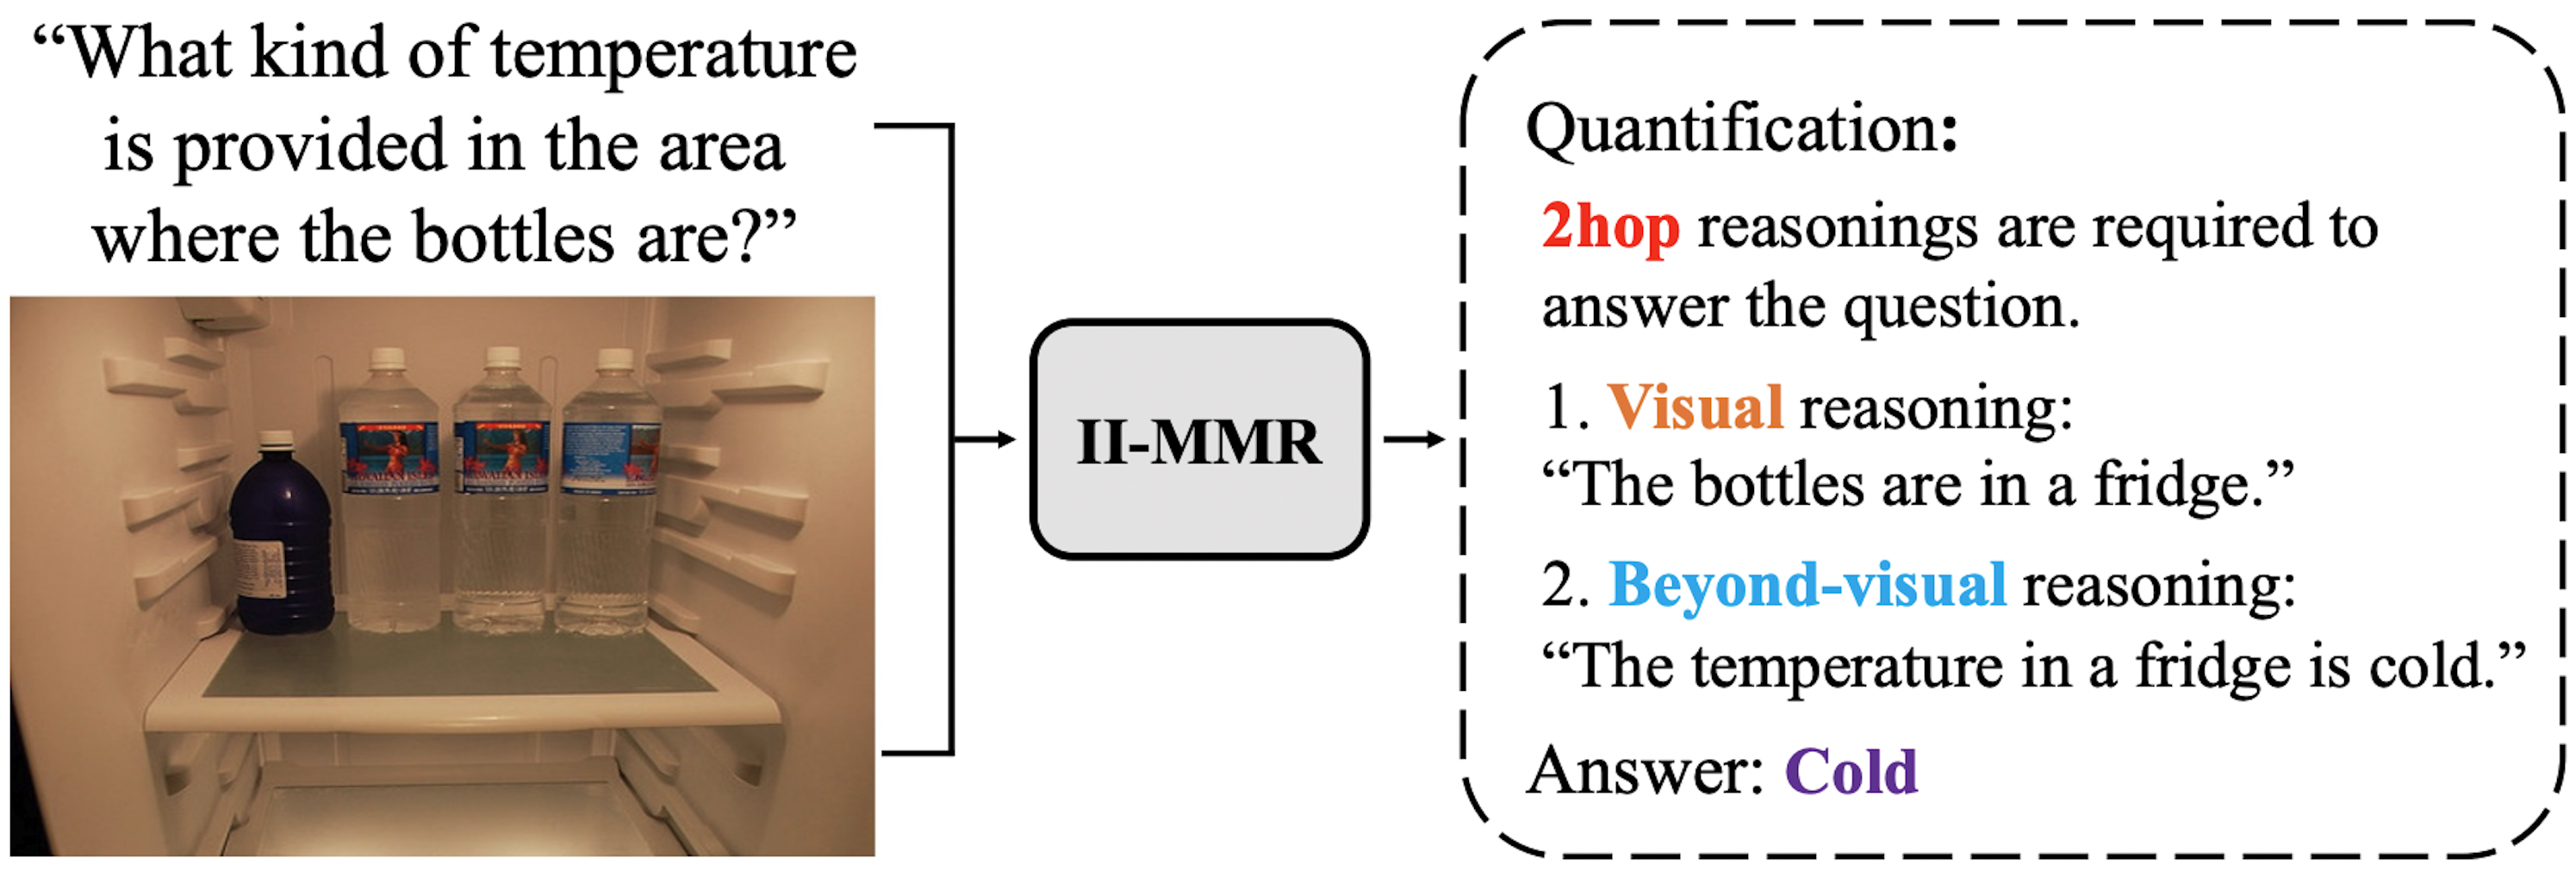 “What kind of temperature
is provided in the area
where the bottles are?”
II-MMR
Quantification:
2hop reasonings are required to
answer the question.
1. Visual reasoning:
“The bottles are in a fridge.”
2. Beyond-visual reasoning:
“The temperature in a fridge is cold.”
Answer: Cold